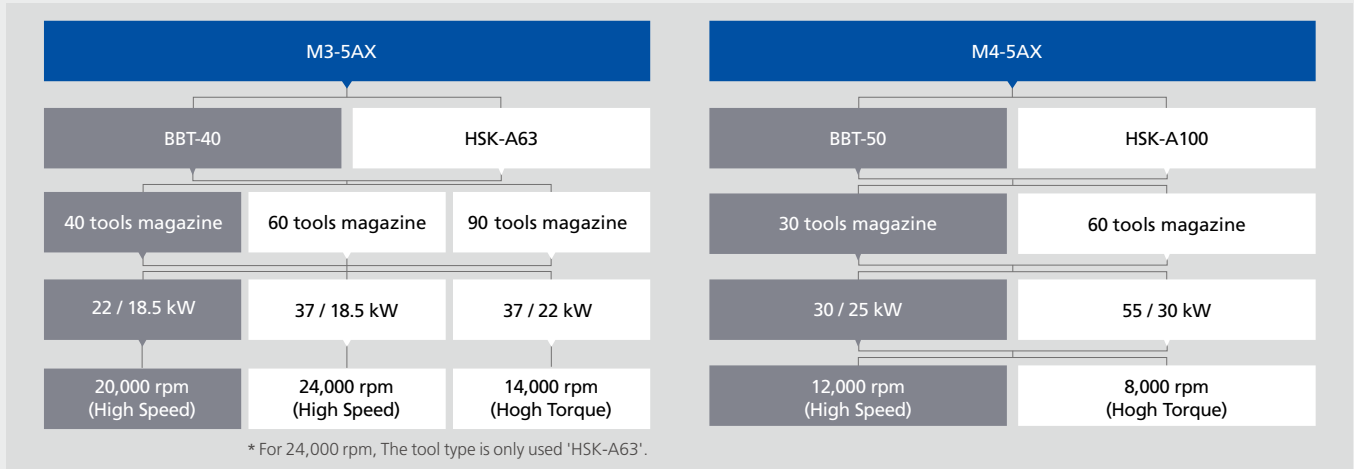 M3-5AX
BBT-40
HSK-A63
40 tools magazine
60 tools magazine
90 tools magazine
22 / 18.5 kW
37 / 18.5 kW
37 / 22 kW
20,000 rpm
(High Speed)
24,000 rpm
(High Speed)
14,000 rpm
(Hogh Torque)
* For 24,000 rpm, The tool type is only used 'HSK-A63'.
M4-5AX
BBT-50
HSK-A100
30 tools magazine
60 tools magazine
30 / 25 kW
55 / 30 kW
12,000 rpm
(High Speed)
8,000 rpm
(Hogh Torque)